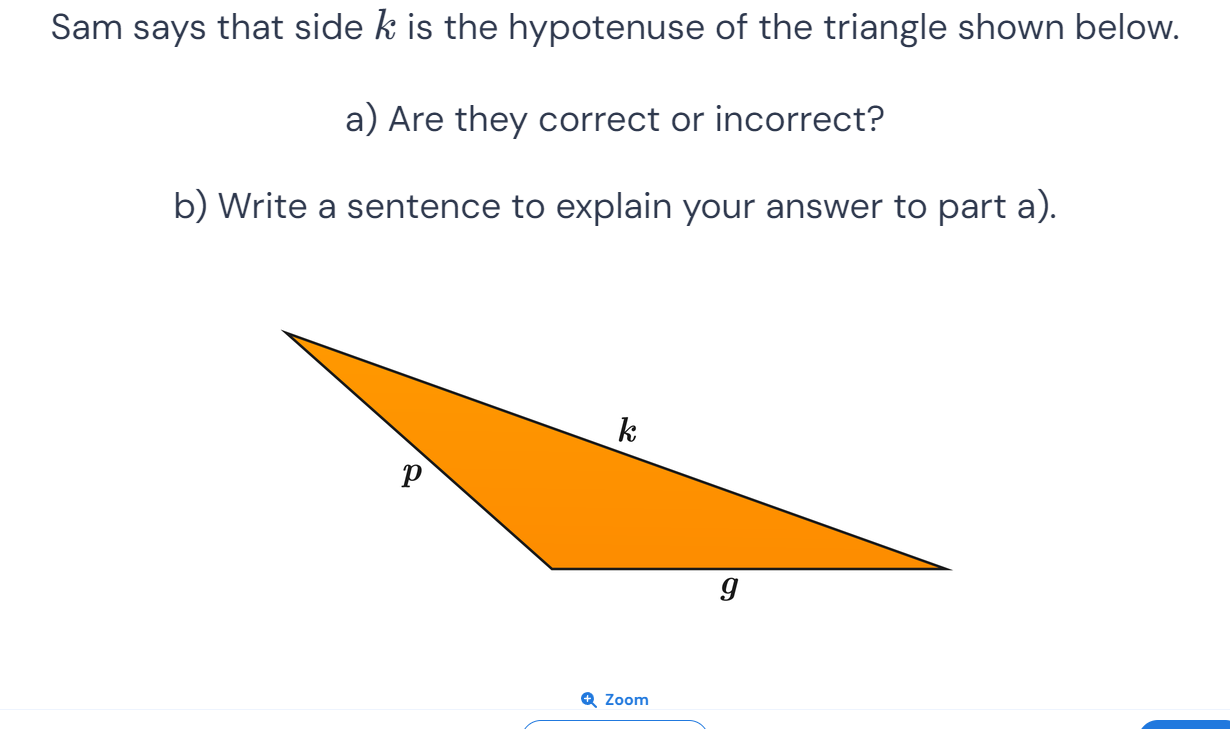 Sam says that side k is the hypotenuse of the triangle shown below.
a) Are they correct or incorrect?
b) Write a sentence to explain your answer to part a).
k
p
g
Zoom